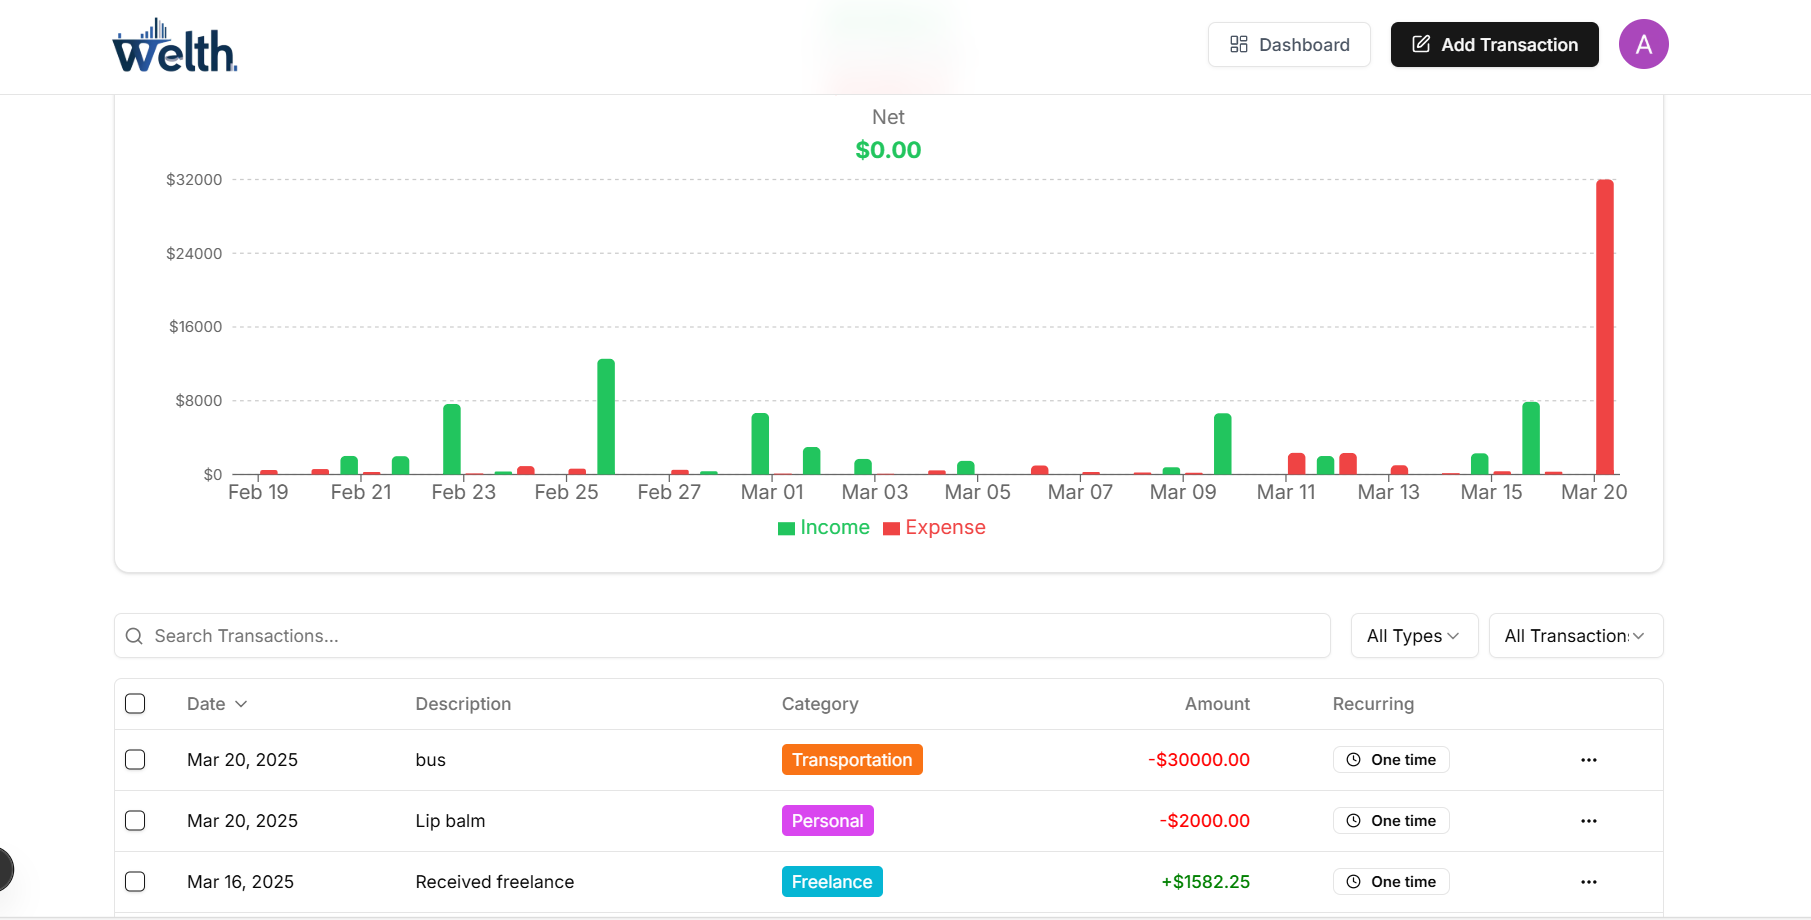 Welth.
Dashboard
Add Transaction
A
Net
$0.00
$32000
$24000
$16000
$8000
$0
Feb 19 Feb 21 Feb 23 Feb 25 Feb 27 Mar 01 Mar 03 Mar 05 Mar 07 Mar 09 Mar 11 Mar 13 Mar 15 Mar 20
Income Expense
Search Transactions...
All Types
All Transaction
Date Description Category Amount Recurring
Mar 20, 2025 bus Transportation -$30000.00 One time
Mar 20, 2025 Lip balm Personal -$2000.00 One time
Mar 16, 2025 Received freelance Freelance +$1582.25 One time